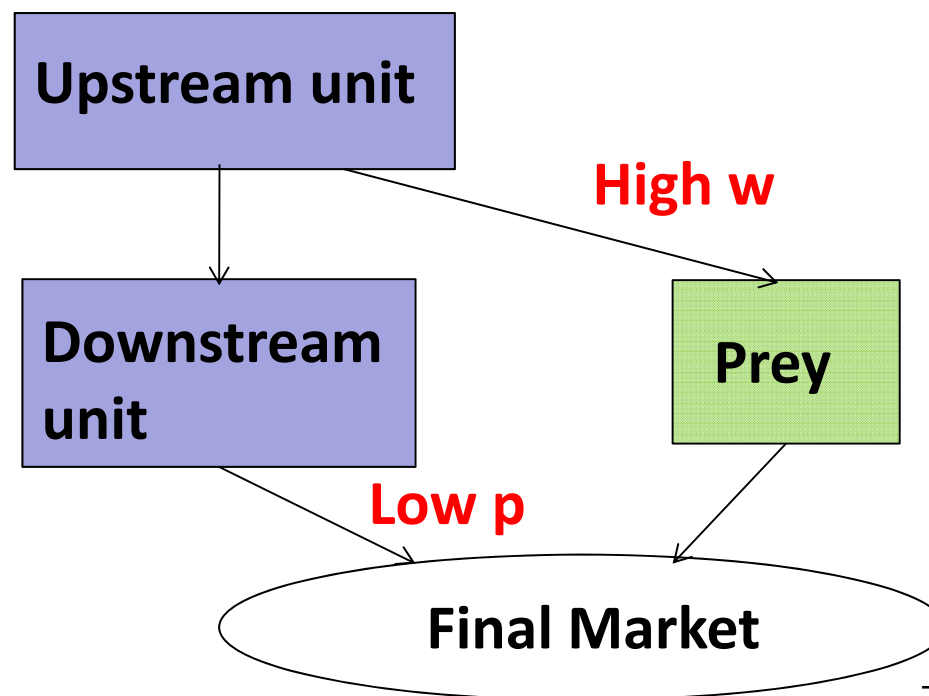 Upstream unit
High w
Downstream
unit
Prey
Low p
Final Market